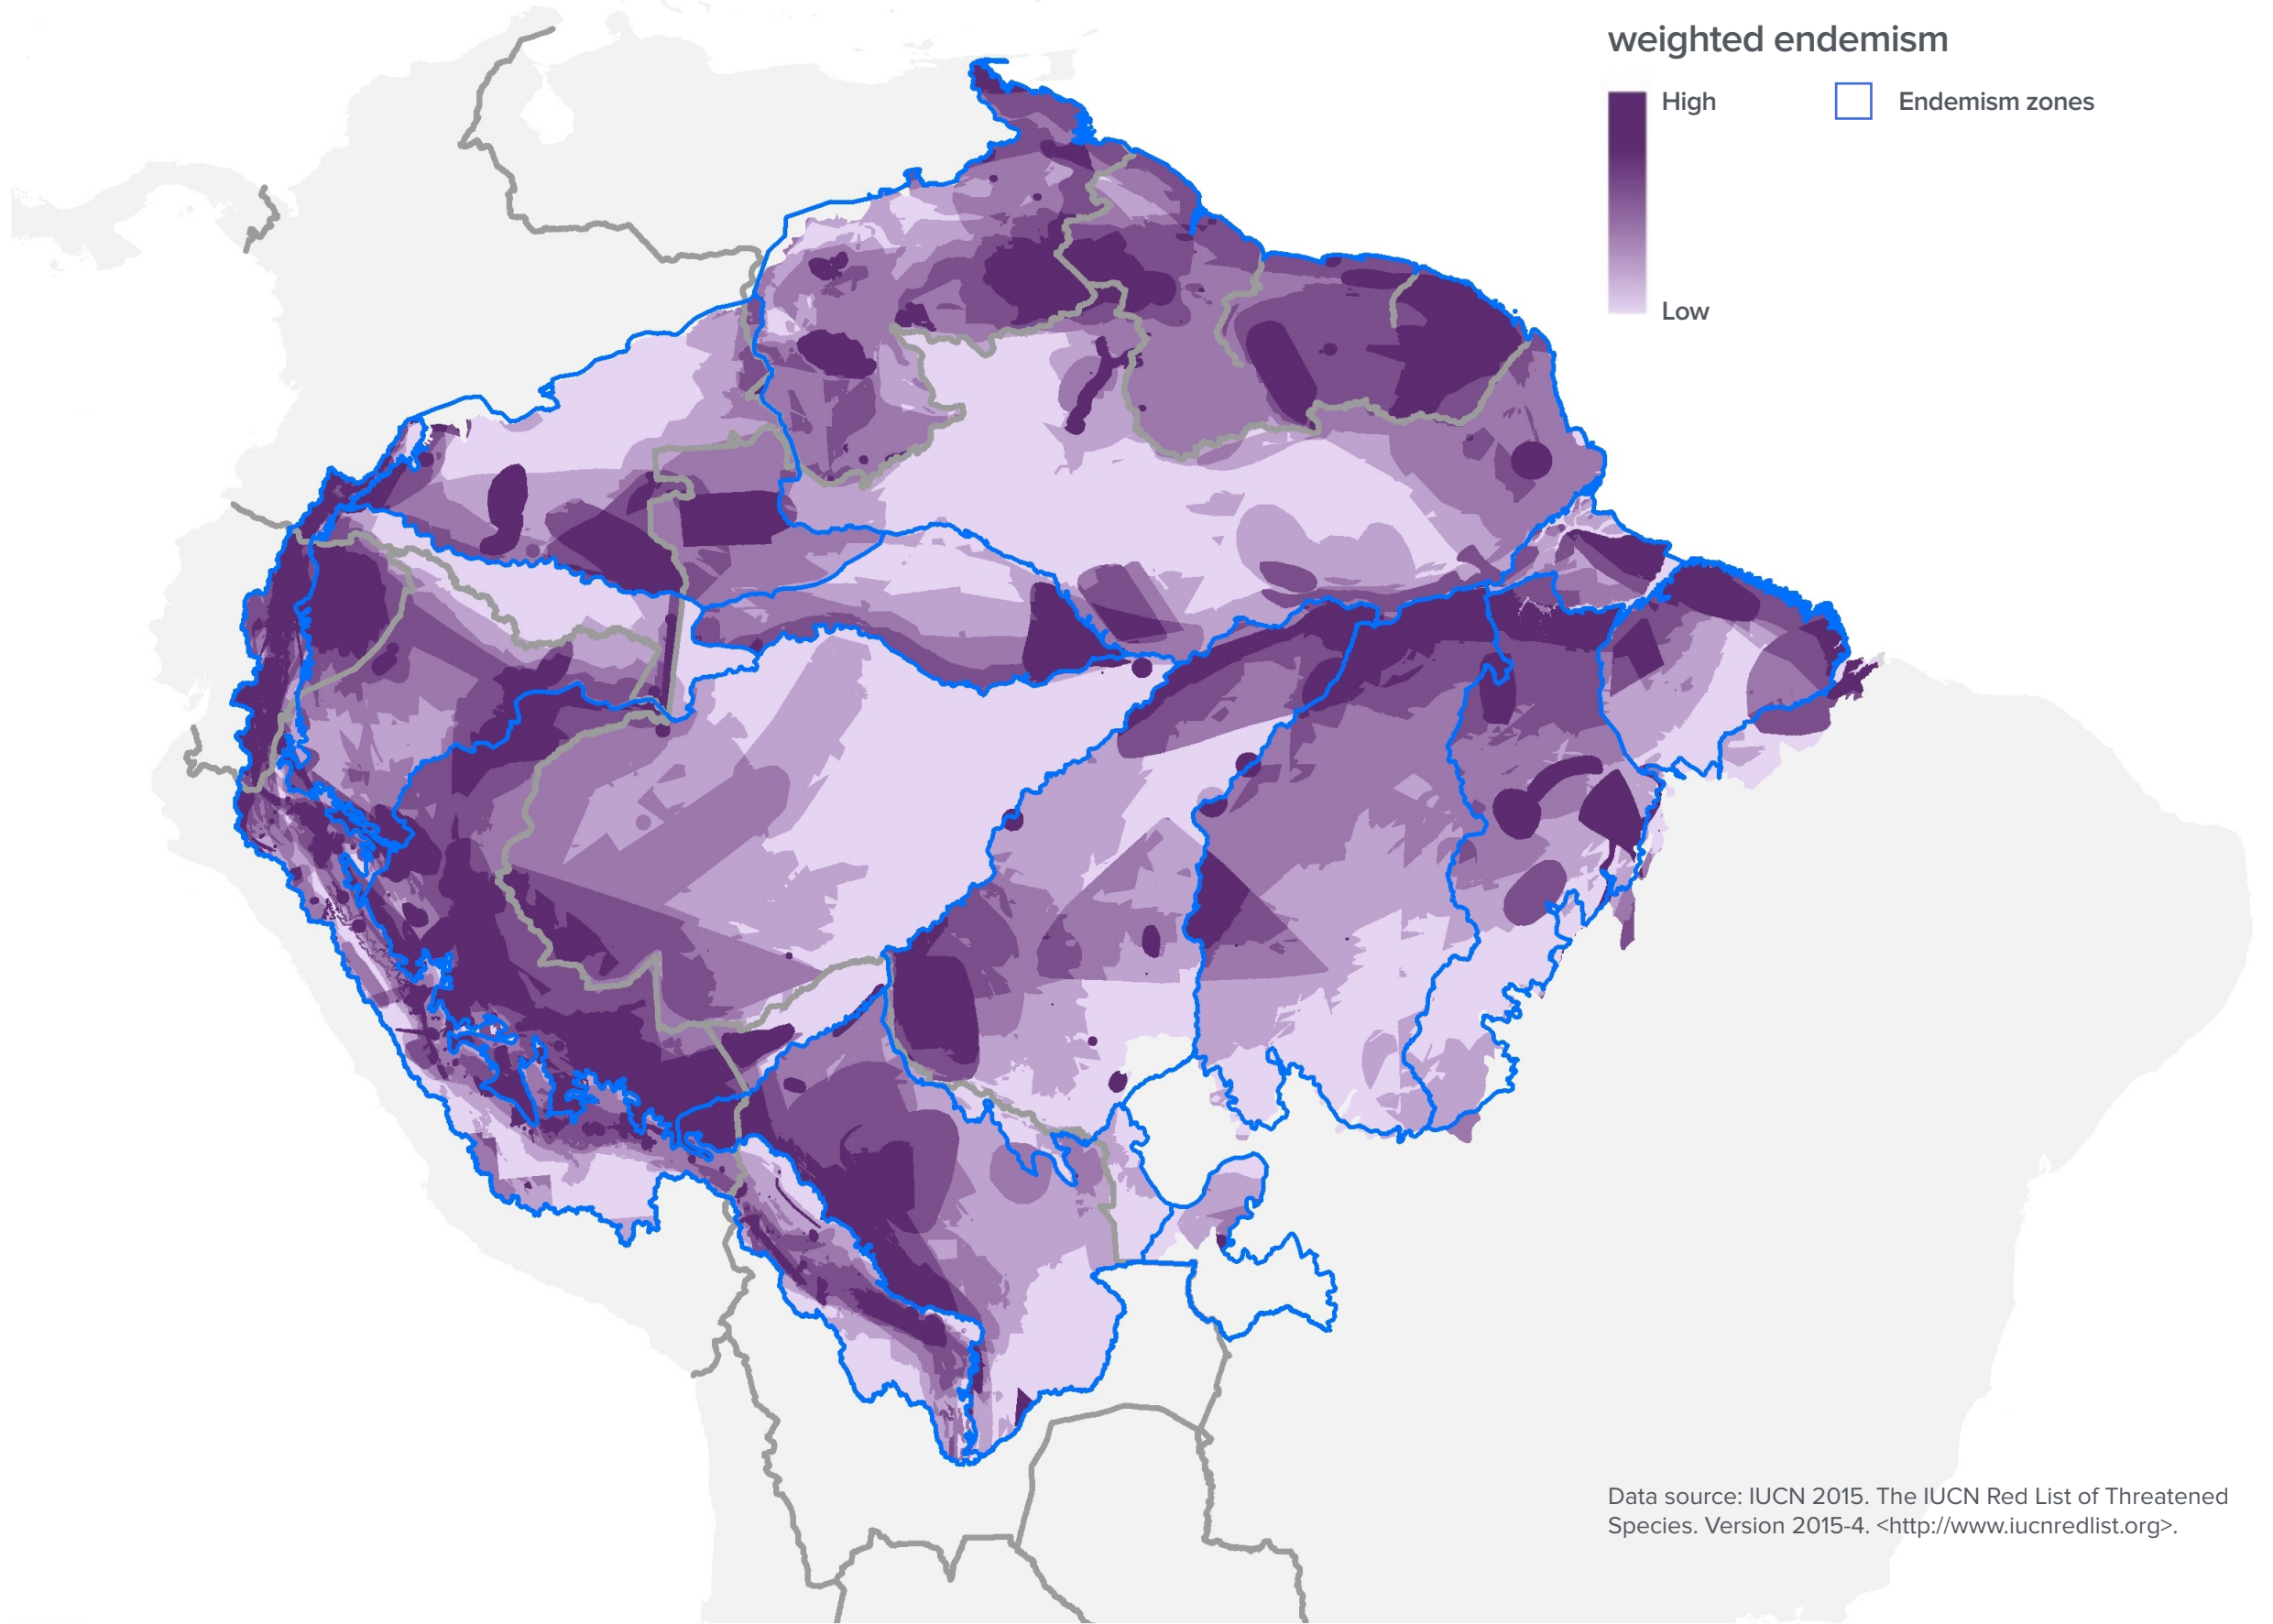 weighted endemism
High
Endemism zones
Low
Data source: IUCN 2015. The IUCN Red List of Threatened
Species. Version 2015-4. <http://www.iucnredlist.org>.